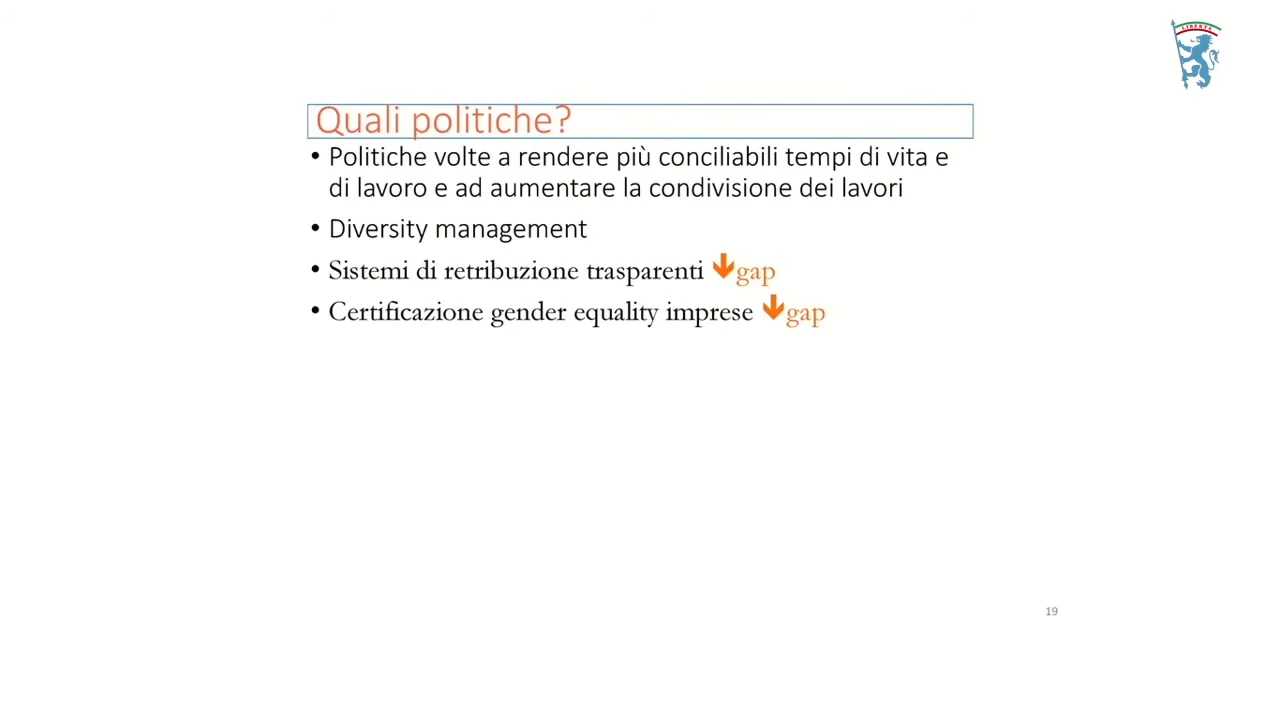 LIBERTÀ
Quali politiche?
• Politiche volte a rendere più conciliabili tempi di vita e
di lavoro e ad aumentare la condivisione dei lavori
• Diversity management
• Sistemi di retribuzione trasparenti 🡇gap
• Certificazione gender equality imprese 🡇gap
19